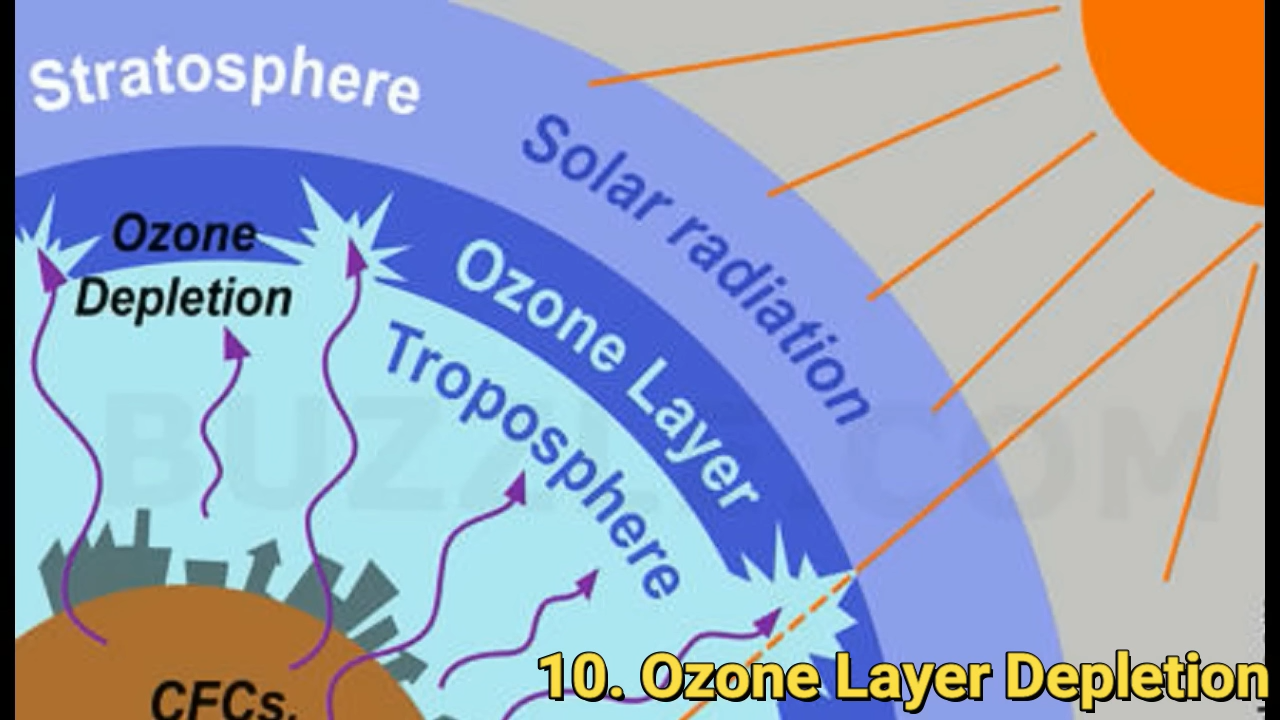 Stratosphere
Solar radiation
Ozone
Depletion
Ozone Layer
Troposphere
CFCs,
10. Ozone Layer Depletion